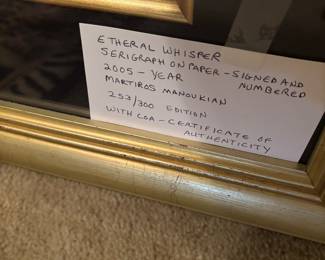 ETHERAL WHISPER
SERIGRAPH ON PAPER - SIGNED AND
2005 - YEAR NUMBERED
MARTIROS MANOUKIAN
253/300 EDITION
WITH COA - CERTIFICATE OF
AUTHENTICITY